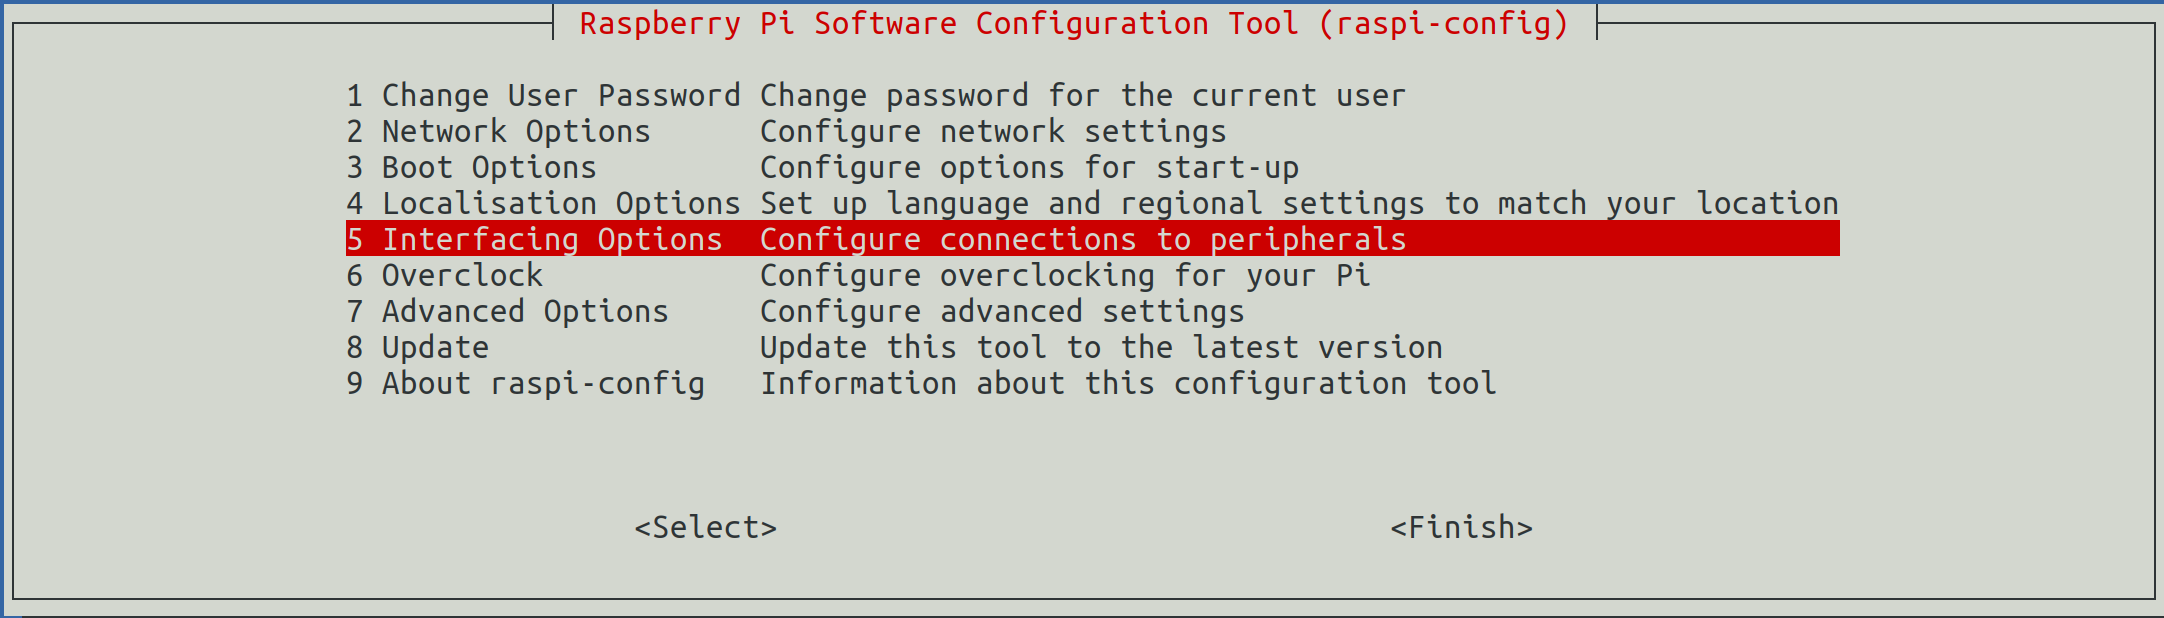 Raspberry Pi Software Configuration Tool (raspi-config)
1 Change User Password Change password for the current user
2 Network Options Configure network settings
3 Boot Options Configure options for start-up
4 Localisation Options Set up language and regional settings to match your location
5 Interfacing Options Configure connections to peripherals
6 Overclock Configure overclocking for your Pi
7 Advanced Options Configure advanced settings
8 Update Update this tool to the latest version
9 About raspi-config Information about this configuration tool
<Select> <Finish>